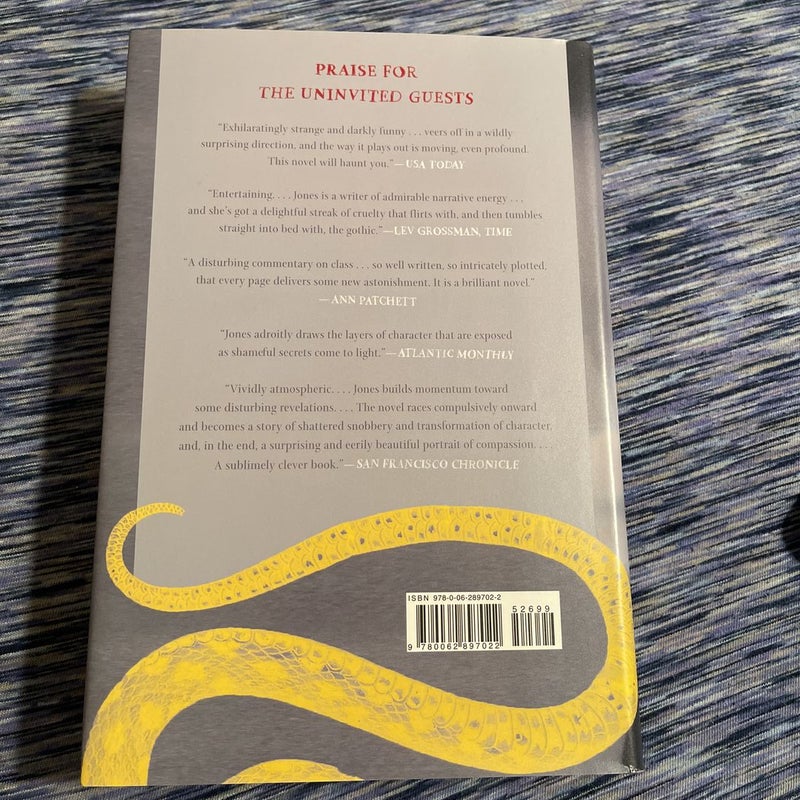 PRAISE FOR
THE UNINVITED GUESTS
“Exhilaratingly strange and darkly funny . . . veers off in a wildly
surprising direction, and the way it plays out is moving, even profound.
This novel will haunt you.”—USA TODAY
“Entertaining. . . . Jones is a writer of admirable narrative energy . . .
and she’s got a delightful streak of cruelty that flirts with, and then tumbles
straight into bed with, the gothic.”—LEV GROSSMAN, TIME
“A disturbing commentary on class . . . so well written, so intricately plotted,
that every page delivers some new astonishment. It is a brilliant novel.”
—ANN PATCHETT
“Jones adroitly draws the layers of character that are exposed
as shameful secrets come to light.”—ATLANTIC MONTHLY
“Vividly atmospheric. . . . Jones builds momentum toward
some disturbing revelations. . . . The novel races compulsively onward
and becomes a story of shattered snobbery and transformation of character,
and, in the end, a surprising and eerily beautiful portrait of compassion. . . .
A sublimely clever book.”—SAN FRANCISCO CHRONICLE
ISBN 978-0-06-289702-2
52699
9 780062 897022